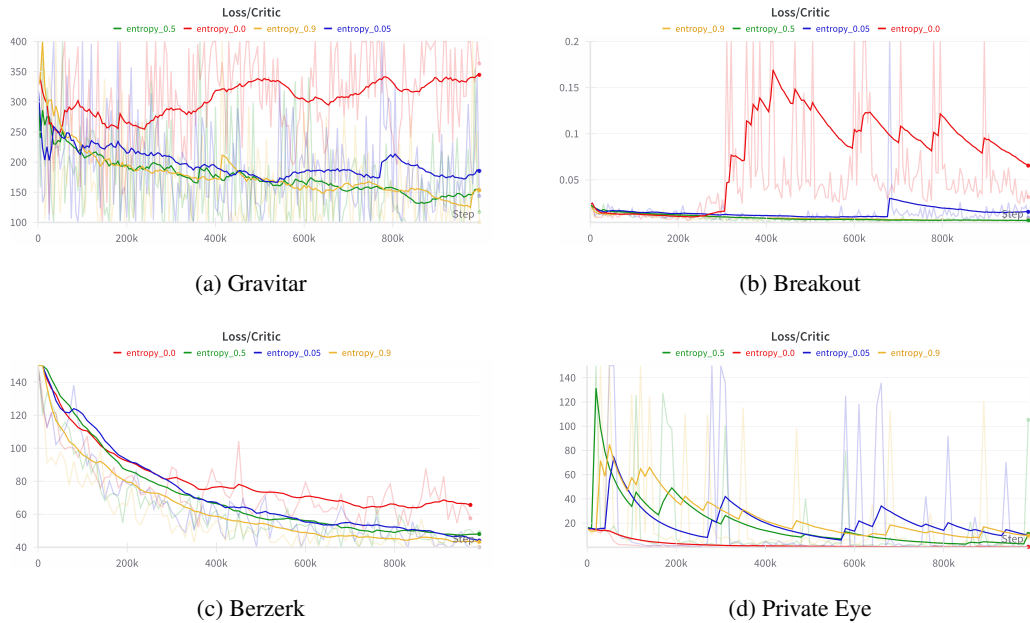 Loss/Critic
entropy_0.5 entropy_0.0 entropy_0.9 entropy_0.05
400
350
300
250
200
150
100
0 200k 400k 600k 800k
Step
(a) Gravitar
Loss/Critic
entropy_0.9 entropy_0.5 entropy_0.05 entropy_0.0
0.2
0.15
0.1
0.05
0 200k 400k 600k 800k
Step
(b) Breakout
Loss/Critic
entropy_0.0 entropy_0.5 entropy_0.05 entropy_0.9
140
120
100
80
60
40
0 200k 400k 600k 800k
Step
(c) Berzerk
Loss/Critic
entropy_0.5 entropy_0.0 entropy_0.05 entropy_0.9
140
120
100
80
60
40
20
0 200k 400k 600k 800k
Step
(d) Private Eye